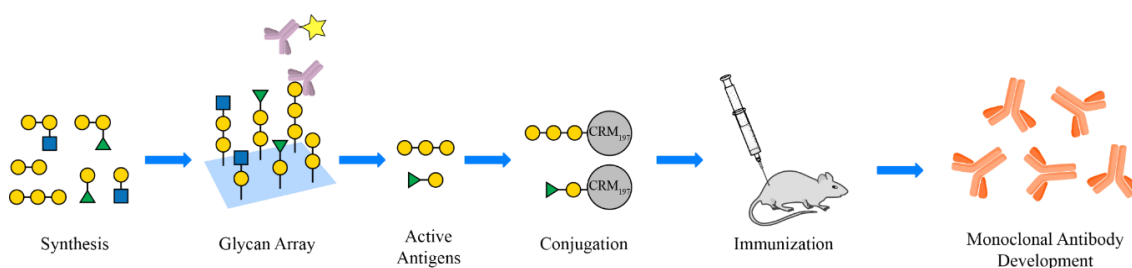 CRM197
CRM197
Synthesis
Glycan Array
Active
Antigens
Conjugation
Immunization
Monoclonal Antibody
Development